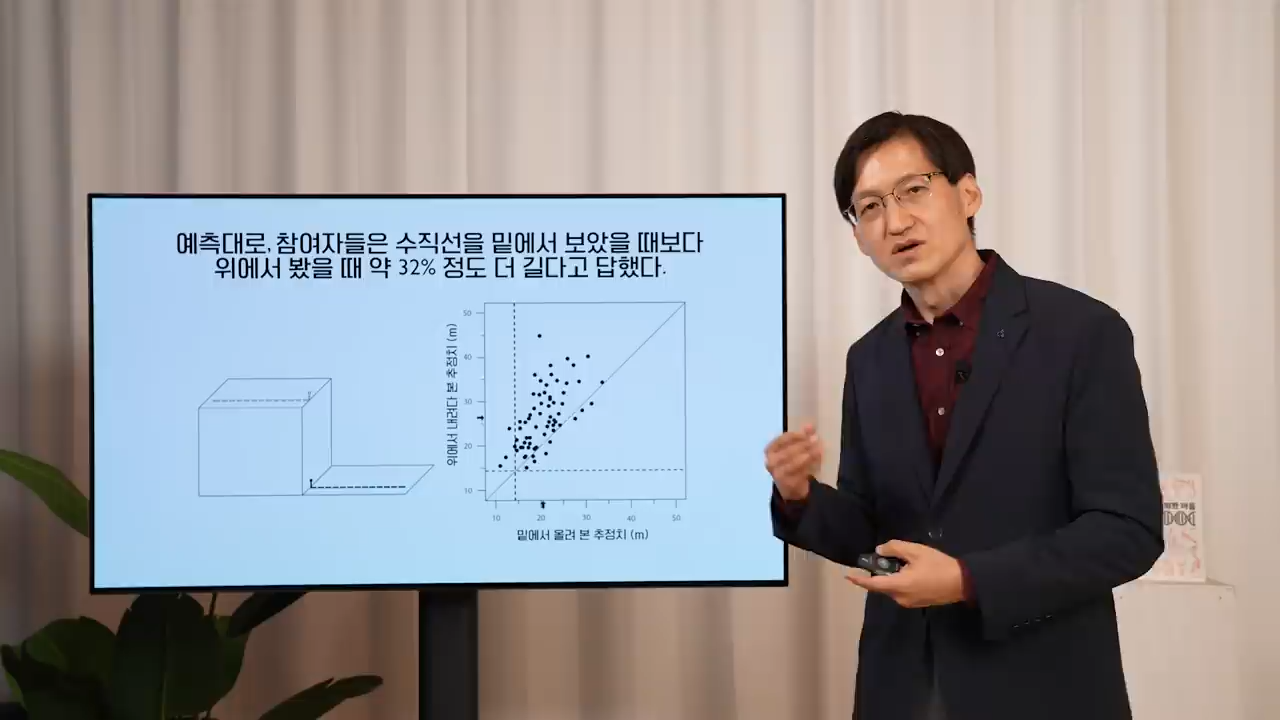 예측대로, 참여자들은 수직선을 밑에서 보았을 때보다
위에서 봤을 때 약 32% 정도 더 길다고 답했다.
위에서 내려다 본 추정치 (m)
50
40
30
20
10
10
20
30
40
50
밑에서 올려 본 추정치 (m)